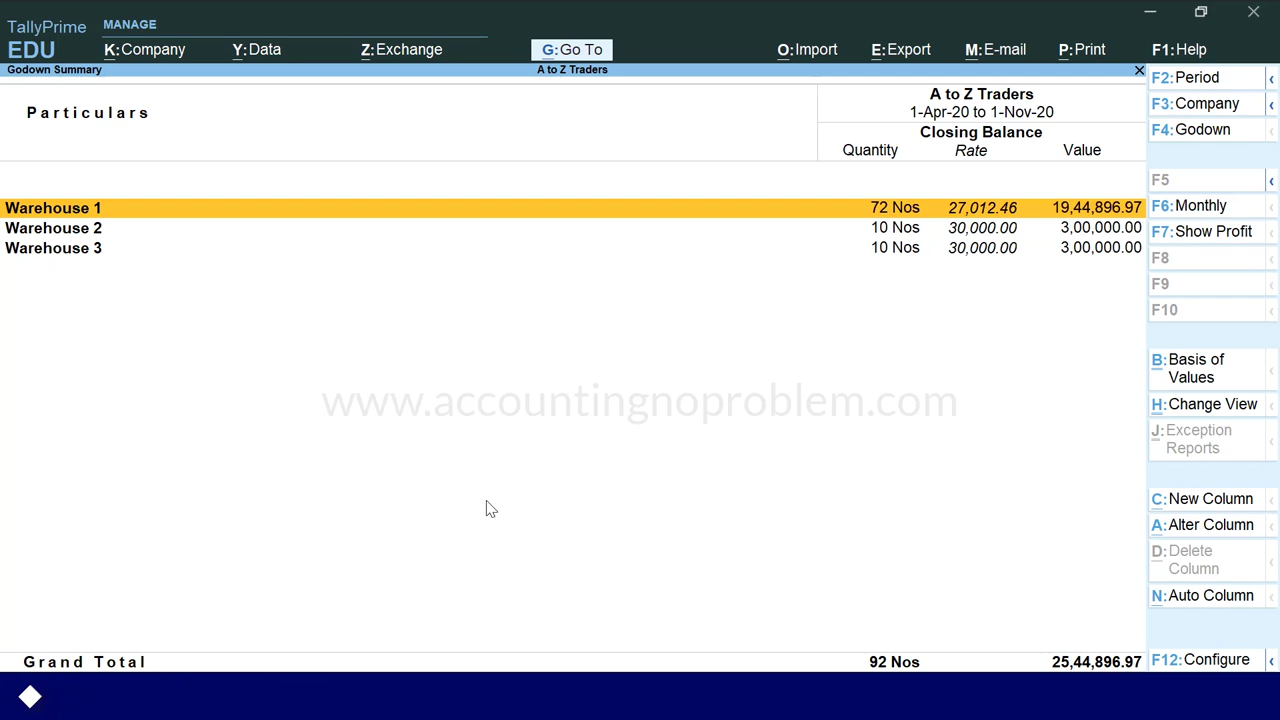 TallyPrime
EDU
MANAGE
K:Company Y:Data Z:Exchange G:Go To O:Import E:Export M:E-mail P:Print F1:Help
Godown Summary A to Z Traders
Particulars
A to Z Traders
1-Apr-20 to 1-Nov-20
Closing Balance
Quantity Rate Value
Warehouse 1 72 Nos 27,012.46 19,44,896.97
Warehouse 2 10 Nos 30,000.00 3,00,000.00
Warehouse 3 10 Nos 30,000.00 3,00,000.00
www.accountingnoproblem.com
Grand Total 92 Nos 25,44,896.97
F2:Period
F3:Company
F4:Godown
F5
F6:Monthly
F7:Show Profit
F8
F9
F10
B:Basis of
Values
H:Change View
J:Exception
Reports
C:New Column
A:Alter Column
D:Delete
Column
N:Auto Column
F12:Configure